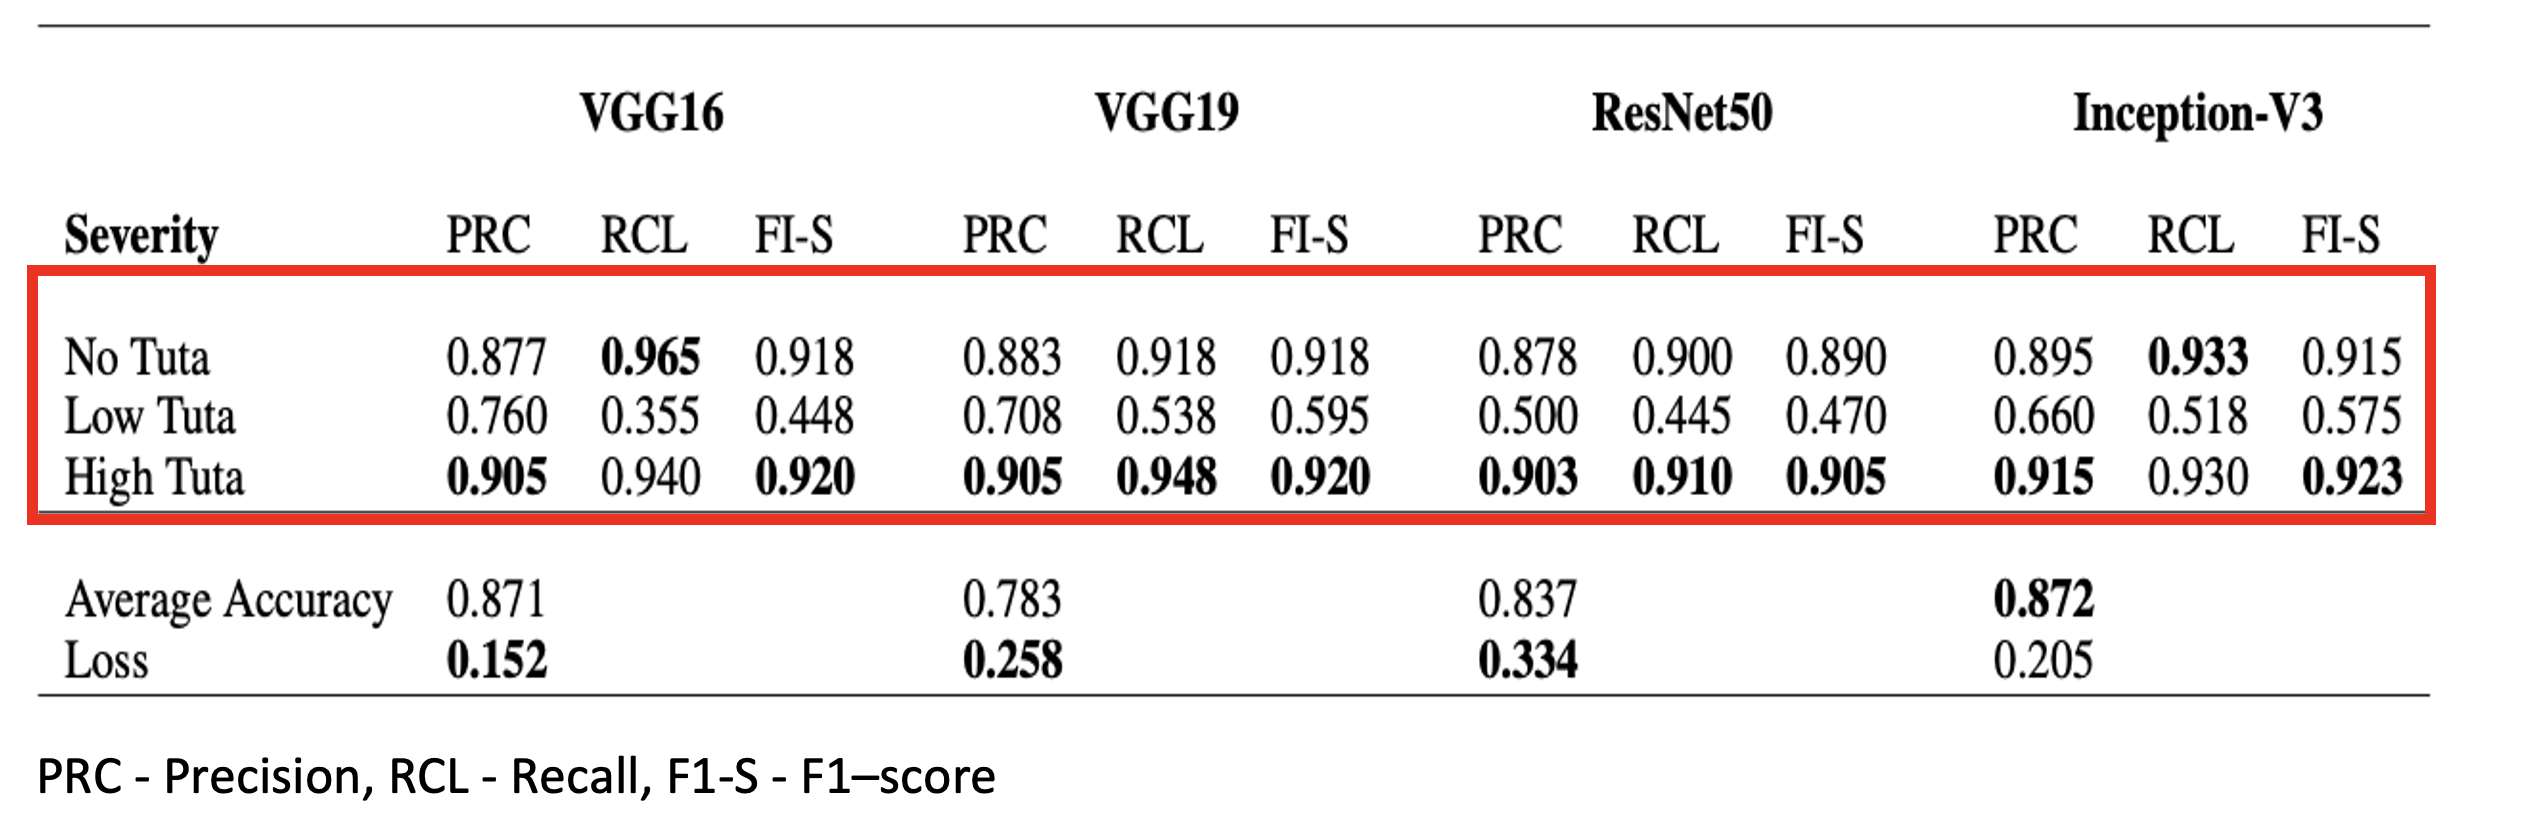 VGG16 VGG19 ResNet50 Inception-V3
Severity PRC RCL FI-S PRC RCL FI-S PRC RCL FI-S PRC RCL FI-S
No Tuta 0.877 0.965 0.918 0.883 0.918 0.918 0.878 0.900 0.890 0.895 0.933 0.915
Low Tuta 0.760 0.355 0.448 0.708 0.538 0.595 0.500 0.445 0.470 0.660 0.518 0.575
High Tuta 0.905 0.940 0.920 0.905 0.948 0.920 0.903 0.910 0.905 0.915 0.930 0.923
Average Accuracy 0.871 0.783 0.837 0.872
Loss 0.152 0.258 0.334 0.205
PRC - Precision, RCL - Recall, F1-S - F1–score